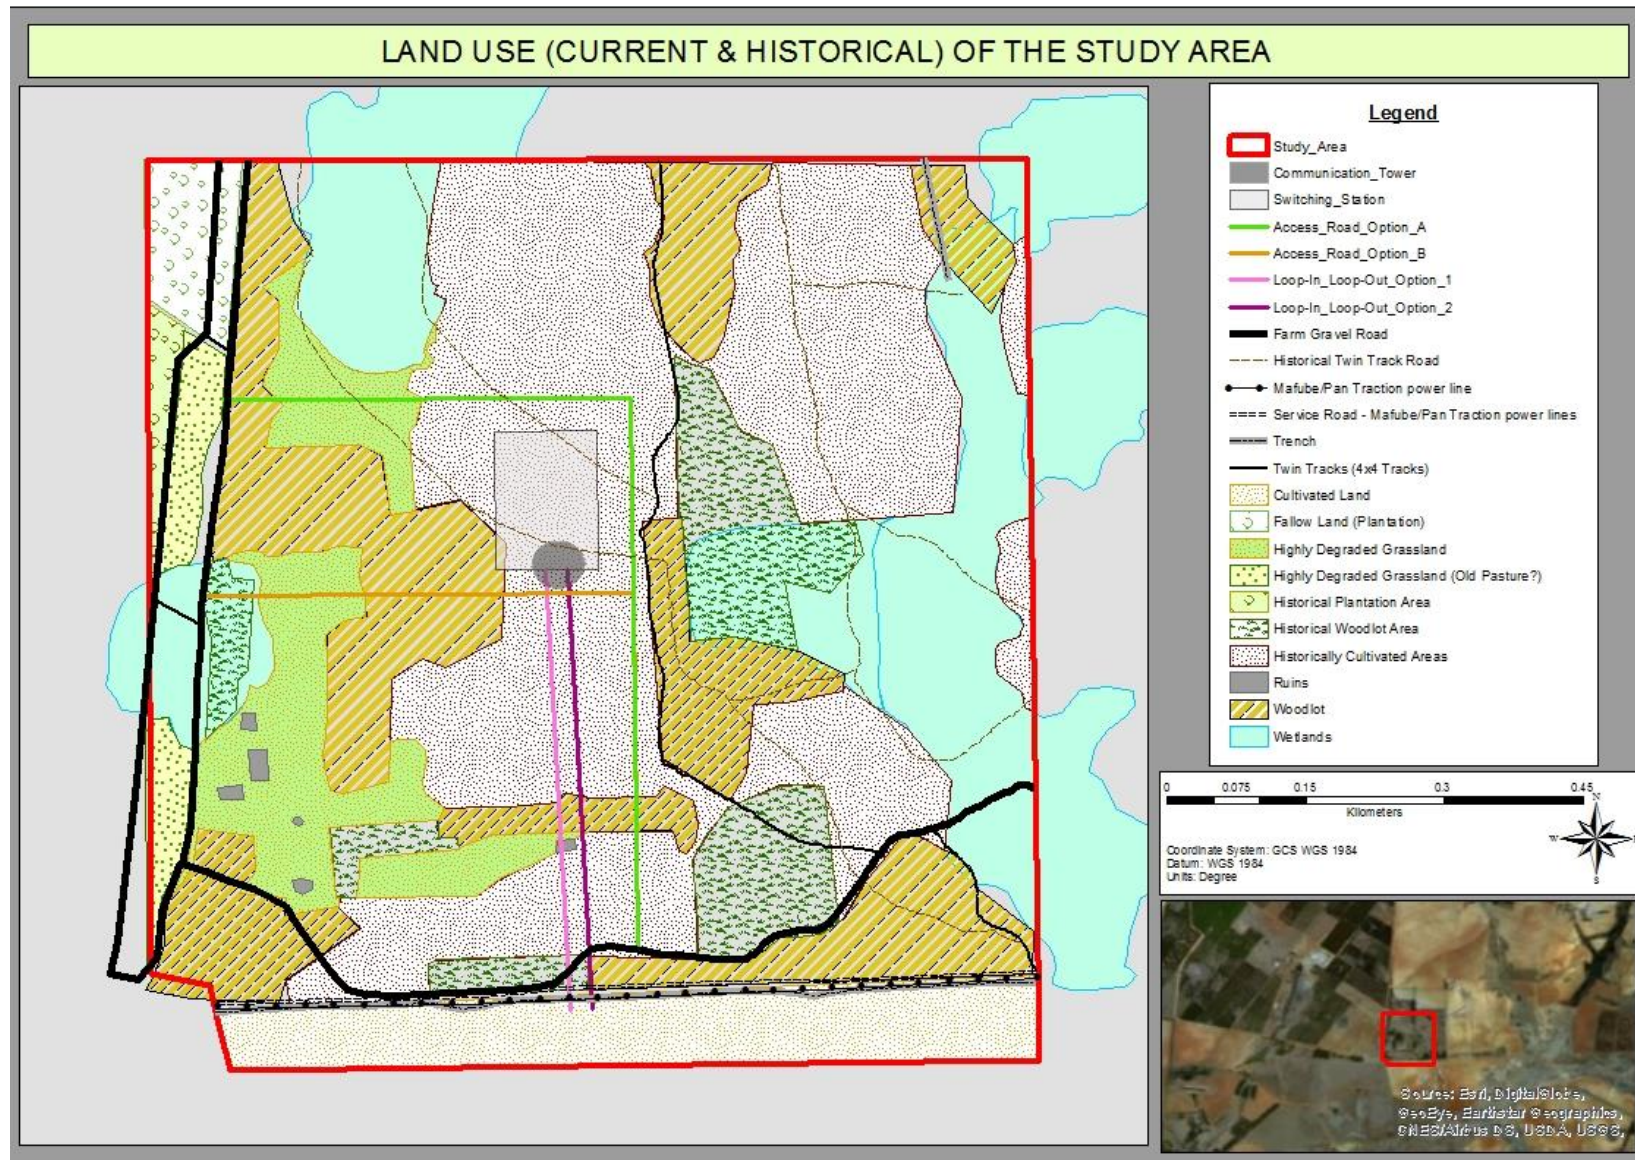 LAND USE (CURRENT & HISTORICAL) OF THE STUDY AREA
Legend
Study_Area
Communication_Tower
Switching_Station
Access_Road_Option_A
Access_Road_Option_B
Loop-In_Loop-Out_Option_1
Loop-In_Loop-Out_Option_2
Farm Gravel Road
Historical Twin Track Road
Mafube/Pan Traction power line
Service Road - Mafube/Pan Traction power lines
Trench
Twin Tracks (4x4 Tracks)
Cultivated Land
Fallow Land (Plantation)
Highly Degraded Grassland
Highly Degraded Grassland (Old Pasture?)
Historical Plantation Area
Historical Woodlot Area
Historically Cultivated Areas
Ruins
Woodlot
Wetlands
0 0.075 0.15 0.3 0.45
Kilometers
N
W
S
Coordinate System: GCS WGS 1984
Datum: WGS 1984
Units: Degree
Source: Esri, DigitalGlobe,
GeoEye, Earthstar Geographics,
CNES/Airbus DS, USDA, USGS,